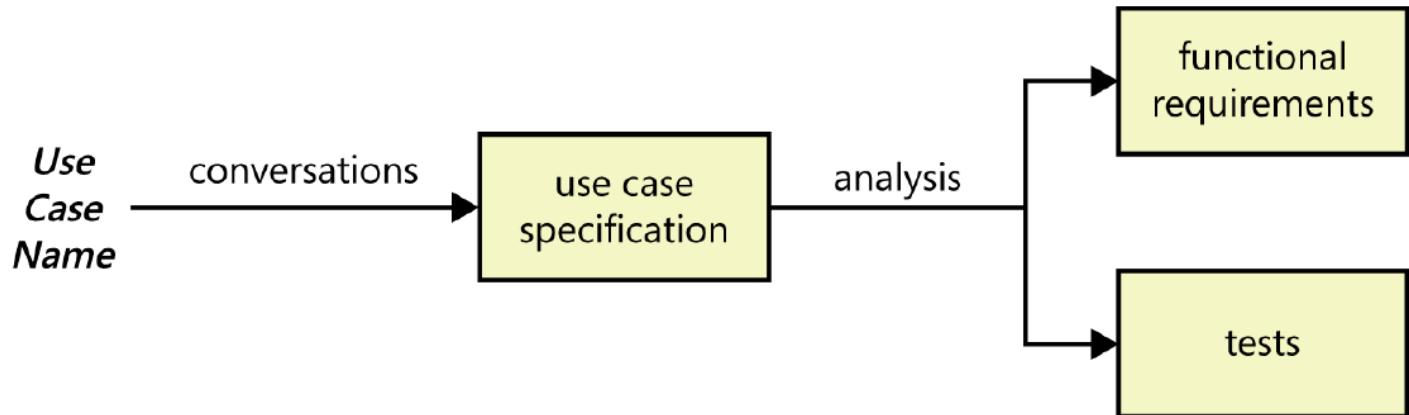 Use
Case
Name
conversations
use case
specification
analysis
functional
requirements
tests